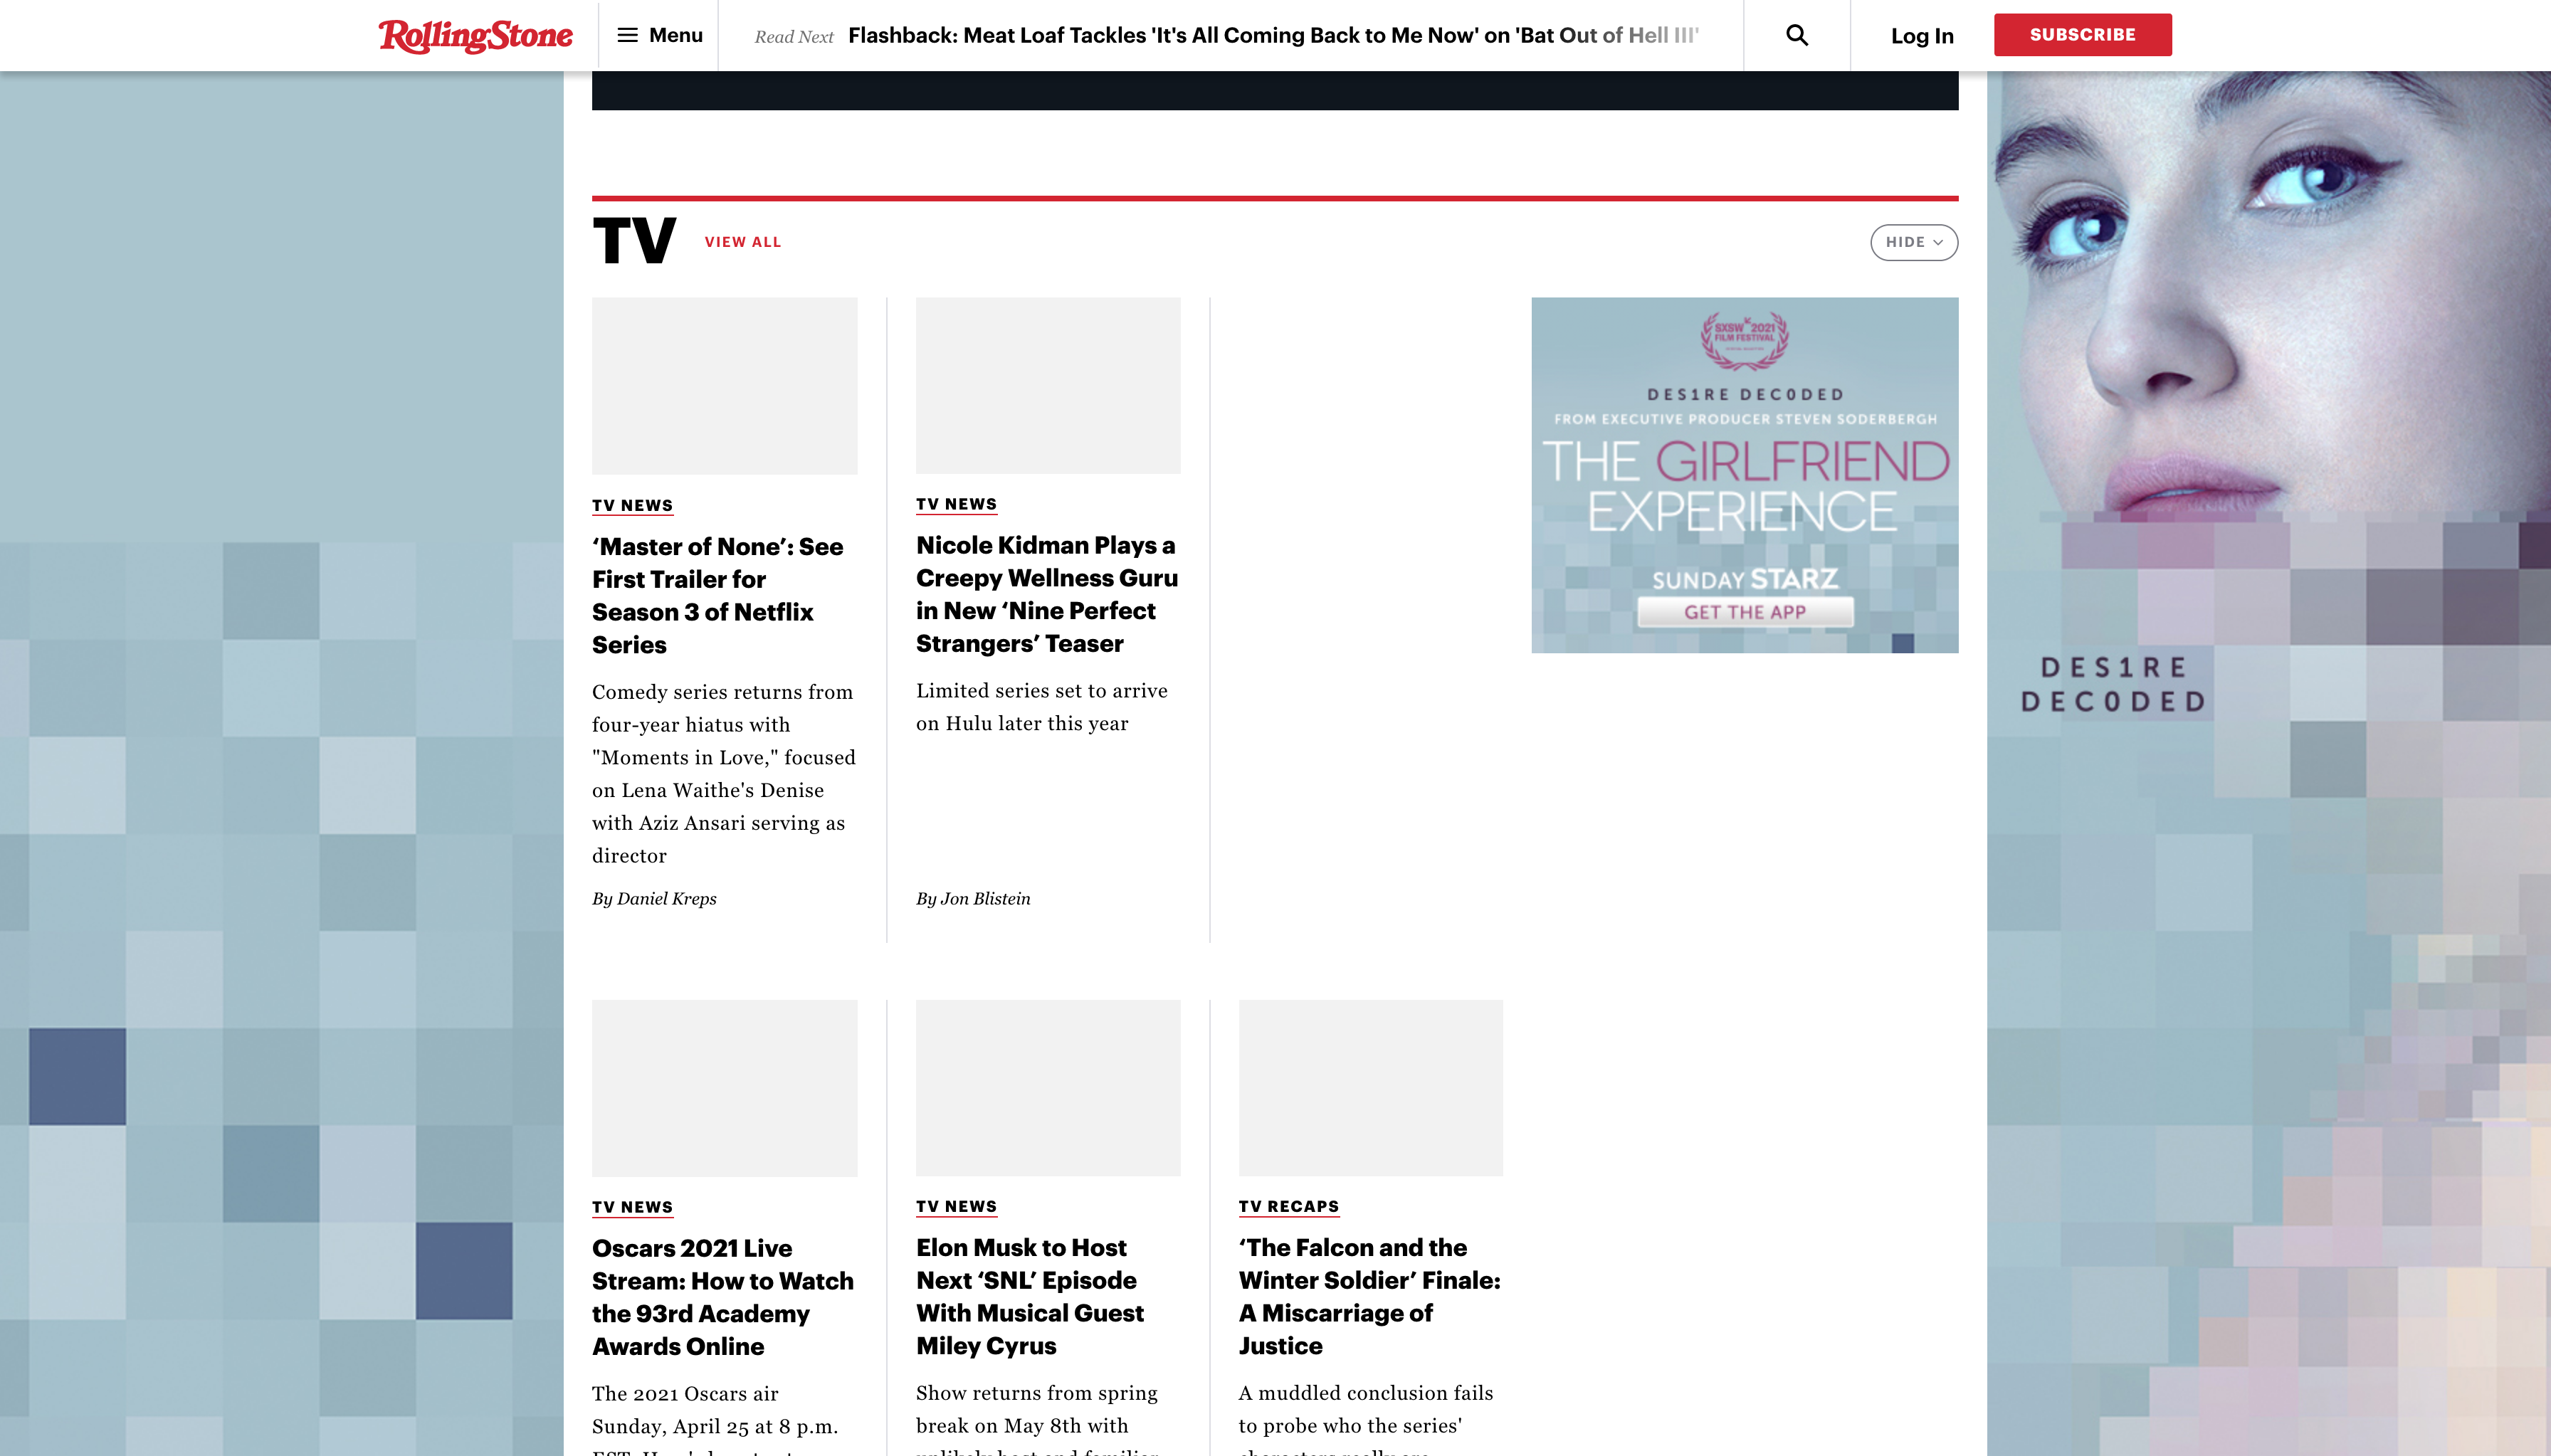 RollingStone
Menu
Read Next Flashback: Meat Loaf Tackles 'It's All Coming Back to Me Now' on 'Bat Out of Hell III'
Log In
SUBSCRIBE
TV
VIEW ALL
HIDE
TV NEWS
‘Master of None’: See
First Trailer for
Season 3 of Netflix
Series
Comedy series returns from
four-year hiatus with
"Moments in Love," focused
on Lena Waithe's Denise
with Aziz Ansari serving as
director
By Daniel Kreps
TV NEWS
Nicole Kidman Plays a
Creepy Wellness Guru
in New ‘Nine Perfect
Strangers’ Teaser
Limited series set to arrive
on Hulu later this year
By Jon Blistein
SXSW 2021
FILM FESTIVAL
DES1RE DEC0DED
FROM EXECUTIVE PRODUCER STEVEN SODERBERGH
THE GIRLFRIEND
EXPERIENCE
SUNDAY STARZ
GET THE APP
DES1RE
DEC0DED
TV NEWS
Oscars 2021 Live
Stream: How to Watch
the 93rd Academy
Awards Online
The 2021 Oscars air
Sunday, April 25 at 8 p.m.
TV NEWS
Elon Musk to Host
Next ‘SNL’ Episode
With Musical Guest
Miley Cyrus
Show returns from spring
break on May 8th with
unlikely host and familiar
TV RECAPS
‘The Falcon and the
Winter Soldier’ Finale:
A Miscarriage of
Justice
A muddled conclusion fails
to probe who the series'
characters really are